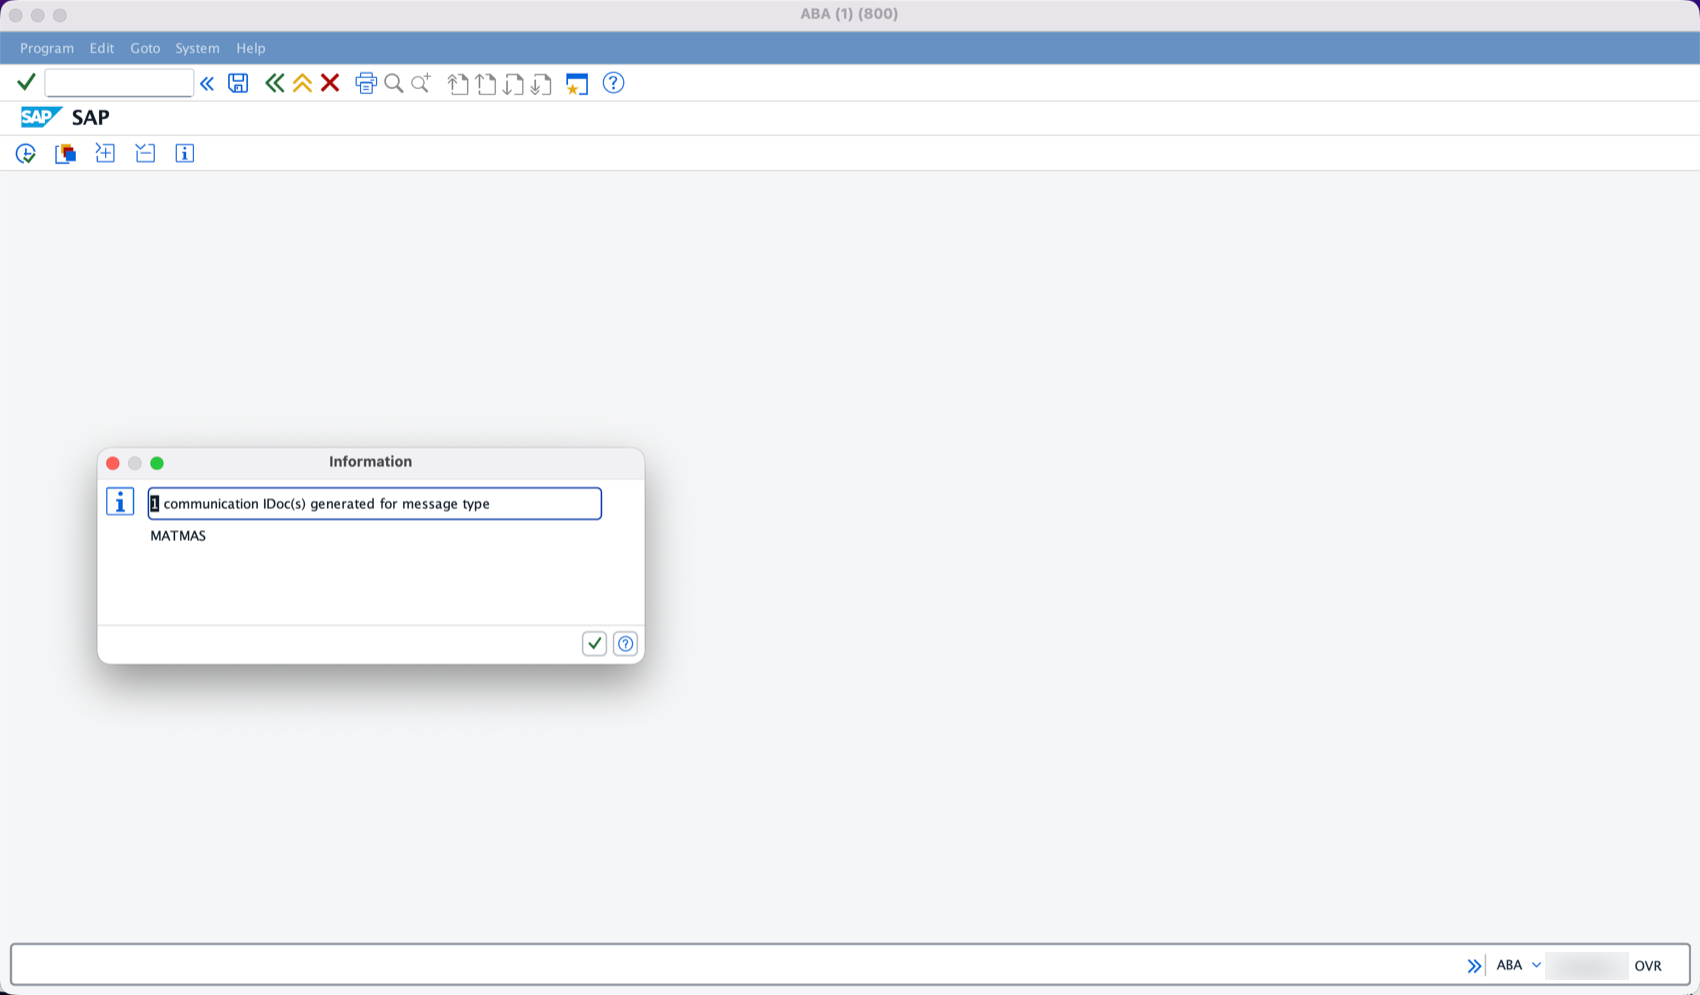 ABA (1) (800)
Program Edit Goto System Help
SAP SAP
Information
1 communication IDoc(s) generated for message type
MATMAS
ABA OVR